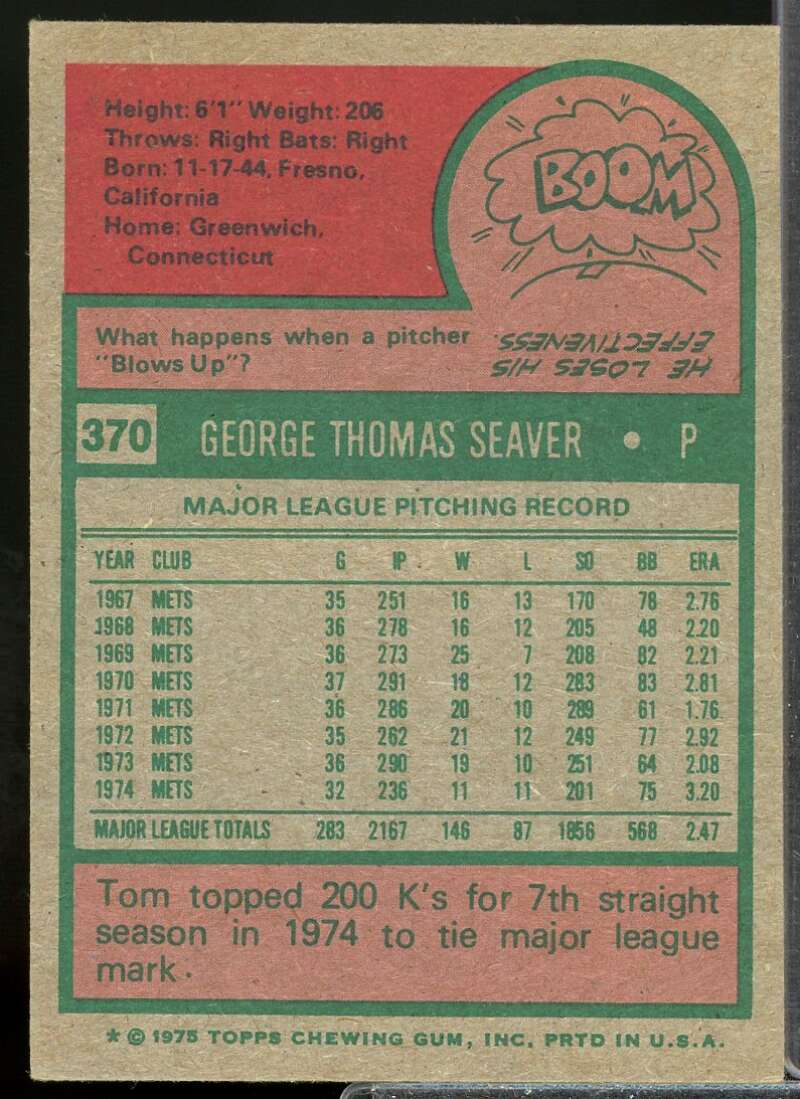 Height: 6'1" Weight: 206
Throws: Right Bats: Right
Born: 11-17-44, Fresno,
California
Home: Greenwich,
Connecticut
BOOM
What happens when a pitcher
"Blows Up"?
HE LOSES HIS
EFFECTIVENESS.
370 GEORGE THOMAS SEAVER • P
MAJOR LEAGUE PITCHING RECORD
YEAR CLUB G IP W L SO BB ERA
1967 METS 35 251 16 13 170 78 2.76
1968 METS 36 278 16 12 205 48 2.20
1969 METS 36 273 25 7 208 82 2.21
1970 METS 37 291 18 12 283 83 2.81
1971 METS 36 286 20 10 289 61 1.76
1972 METS 35 262 21 12 249 77 2.92
1973 METS 36 290 19 10 251 64 2.08
1974 METS 32 236 11 11 201 75 3.20
MAJOR LEAGUE TOTALS 283 2167 146 87 1856 568 2.47
Tom topped 200 K's for 7th straight
season in 1974 to tie major league
mark.
* © 1975 TOPPS CHEWING GUM, INC. PRTD IN U.S.A.